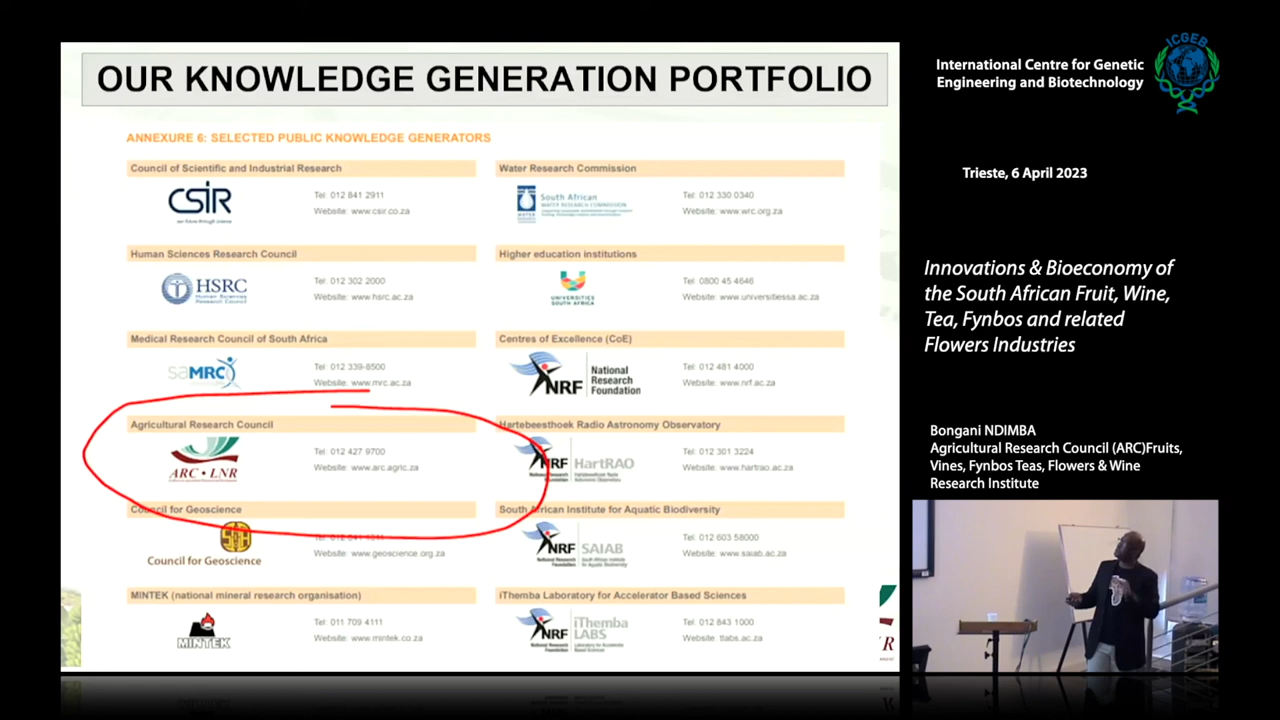 OUR KNOWLEDGE GENERATION PORTFOLIO
ANNEXURE 6: SELECTED PUBLIC KNOWLEDGE GENERATORS
Council of Scientific and Industrial Research
CSIR
our future through science
Tel: 012 841 2911
Website: www.csir.co.za
Water Research Commission
South African
WATER RESEARCH COMMISSION
Tel: 012 330 0340
Website: www.wrc.org.za
Human Sciences Research Council
HSRC
Human Sciences
Research Council
Tel: 012 302 2000
Website: www.hsrc.ac.za
Higher education institutions
UNIVERSITIES
SOUTH AFRICA
Tel: 0800 45 4646
Website: www.universitiessa.ac.za
Medical Research Council of South Africa
saMRC
Tel: 012 339-8500
Website: www.mrc.ac.za
Centres of Excellence (CoE)
NRF
National
Research
Foundation
Tel: 012 481 4000
Website: www.nrf.ac.za
Agricultural Research Council
ARC • LNR
Tel: 012 427 9700
Website: www.arc.agric.za
Hartebeesthoek Radio Astronomy Observatory
NRF HartRAO
Tel: 012 301 3224
Website: www.hartrao.ac.za
Council for Geoscience
Council for Geoscience
Website: www.geoscience.org.za
South African Institute for Aquatic Biodiversity
NRF SAIAB
Tel: 012 603 58000
Website: www.saiab.ac.za
MINTEK (national mineral research organisation)
MINTEK
Tel: 011 709 4111
Website: www.mintek.co.za
iThemba Laboratory for Accelerator Based Sciences
NRF iThemba
LABS
Tel: 012 843 1000
Website: tlabs.ac.za
International Centre for Genetic
Engineering and Biotechnology
ICGEB
Trieste, 6 April 2023
Innovations & Bioeconomy of
the South African Fruit, Wine,
Tea, Fynbos and related
Flowers Industries
Bongani NDIMBA
Agricultural Research Council (ARC)Fruits,
Vines, Fynbos Teas, Flowers & Wine
Research Institute